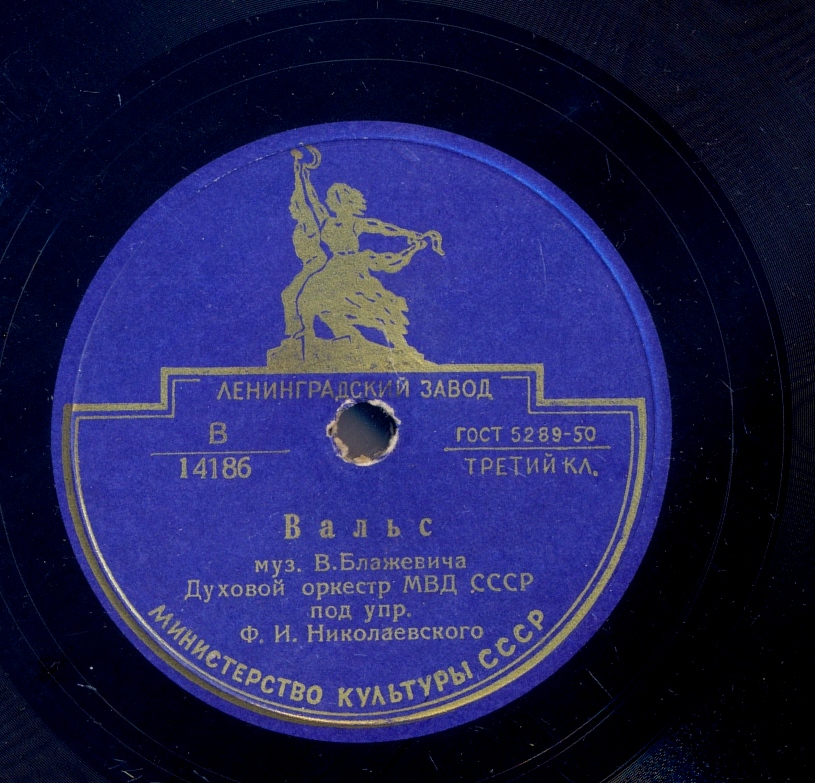 ЛЕНИНГРАДСКИЙ ЗАВОД
В
14186
ГОСТ 5289-50
ТРЕТИЙ КЛ.
Вальс
муз. В.Блажевича
Духовой оркестр МВД СССР
под упр.
Ф. И. Николаевского
МИНИСТЕРСТВО КУЛЬТУРЫ СССР